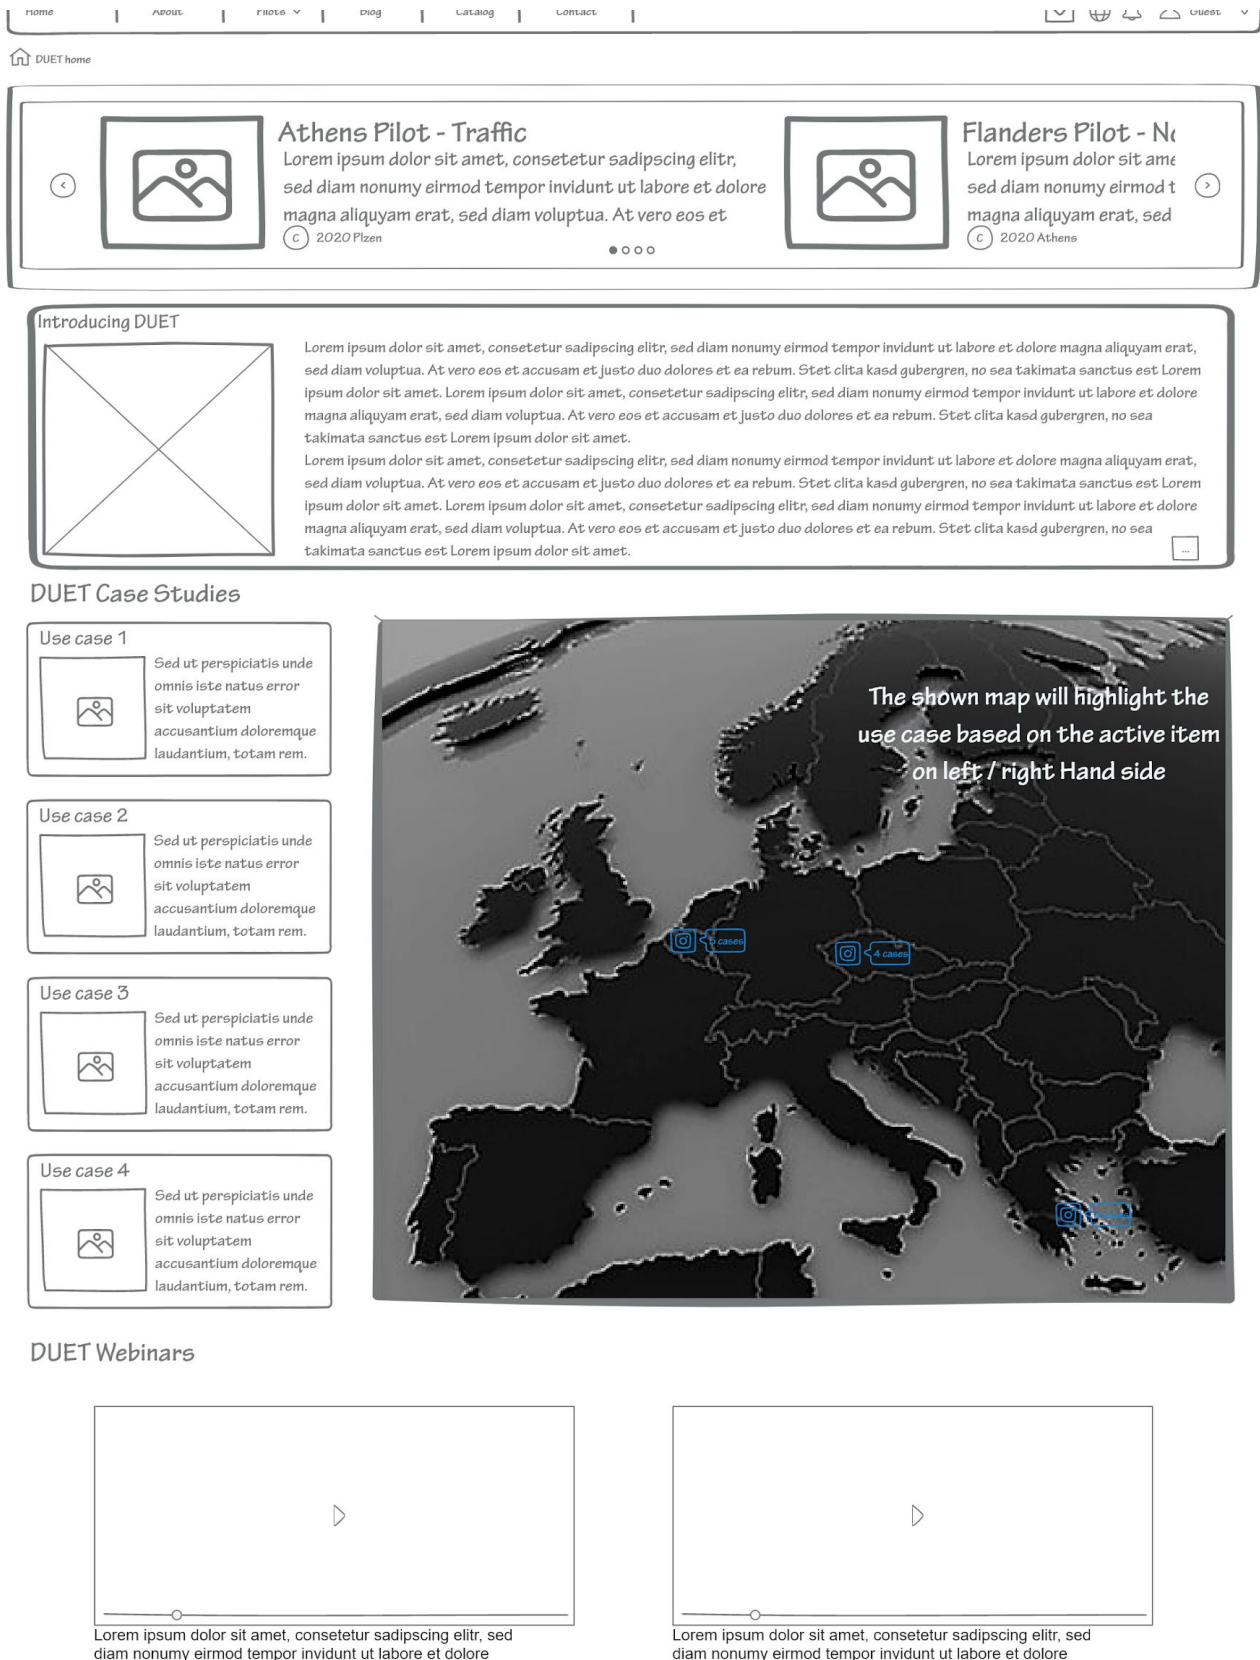 Home About Pilots Blog Catalog Contact Guest
DUET home
Athens Pilot - Traffic
Lorem ipsum dolor sit amet, consetetur sadipscing elitr,
sed diam nonumy eirmod tempor invidunt ut labore et dolore
magna aliquyam erat, sed diam voluptua. At vero eos et
C 2020 Plzen
Flanders Pilot -
Lorem ipsum dolor sit ame
sed diam nonumy eirmod t
magna aliquyam erat, sed
C 2020 Athens
Introducing DUET
Lorem ipsum dolor sit amet, consetetur sadipscing elitr, sed diam nonumy eirmod tempor invidunt ut labore et dolore magna aliquyam erat,
sed diam voluptua. At vero eos et accusam et justo duo dolores et ea rebum. Stet clita kasd gubergren, no sea takimata sanctus est Lorem
ipsum dolor sit amet. Lorem ipsum dolor sit amet, consetetur sadipscing elitr, sed diam nonumy eirmod tempor invidunt ut labore et dolore
magna aliquyam erat, sed diam voluptua. At vero eos et accusam et justo duo dolores et ea rebum. Stet clita kasd gubergren, no sea
takimata sanctus est Lorem ipsum dolor sit amet.
Lorem ipsum dolor sit amet, consetetur sadipscing elitr, sed diam nonumy eirmod tempor invidunt ut labore et dolore magna aliquyam erat,
sed diam voluptua. At vero eos et accusam et justo duo dolores et ea rebum. Stet clita kasd gubergren, no sea takimata sanctus est Lorem
ipsum dolor sit amet. Lorem ipsum dolor sit amet, consetetur sadipscing elitr, sed diam nonumy eirmod tempor invidunt ut labore et dolore
magna aliquyam erat, sed diam voluptua. At vero eos et accusam et justo duo dolores et ea rebum. Stet clita kasd gubergren, no sea
takimata sanctus est Lorem ipsum dolor sit amet.
...
DUET Case Studies
Use case 1
Sed ut perspiciatis unde
omnis iste natus error
sit voluptatem
accusantium doloremque
laudantium, totam rem.
Use case 2
Sed ut perspiciatis unde
omnis iste natus error
sit voluptatem
accusantium doloremque
laudantium, totam rem.
Use case 3
Sed ut perspiciatis unde
omnis iste natus error
sit voluptatem
accusantium doloremque
laudantium, totam rem.
Use case 4
Sed ut perspiciatis unde
omnis iste natus error
sit voluptatem
accusantium doloremque
laudantium, totam rem.
The shown map will highlight the
use case based on the active item
on left / right Hand side
5 cases
4 cases
DUET Webinars
Lorem ipsum dolor sit amet, consetetur sadipscing elitr, sed
diam nonumy eirmod tempor invidunt ut labore et dolore
Lorem ipsum dolor sit amet, consetetur sadipscing elitr, sed
diam nonumy eirmod tempor invidunt ut labore et dolore